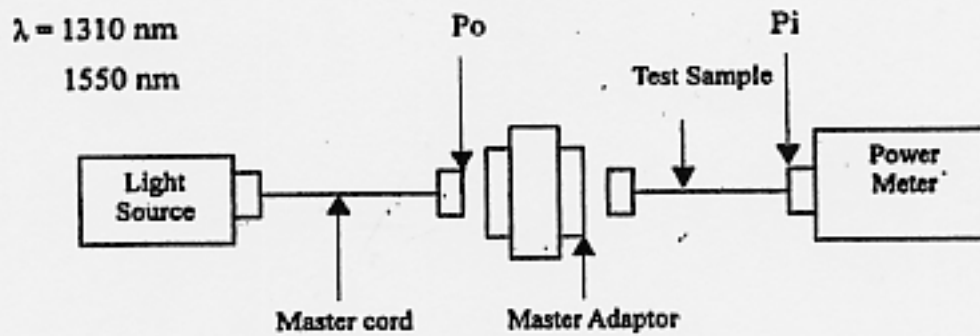 λ = 1310 nm
1550 nm
Po
Pi
Test Sample
Light
Source
Power
Meter
Master cord
Master Adaptor